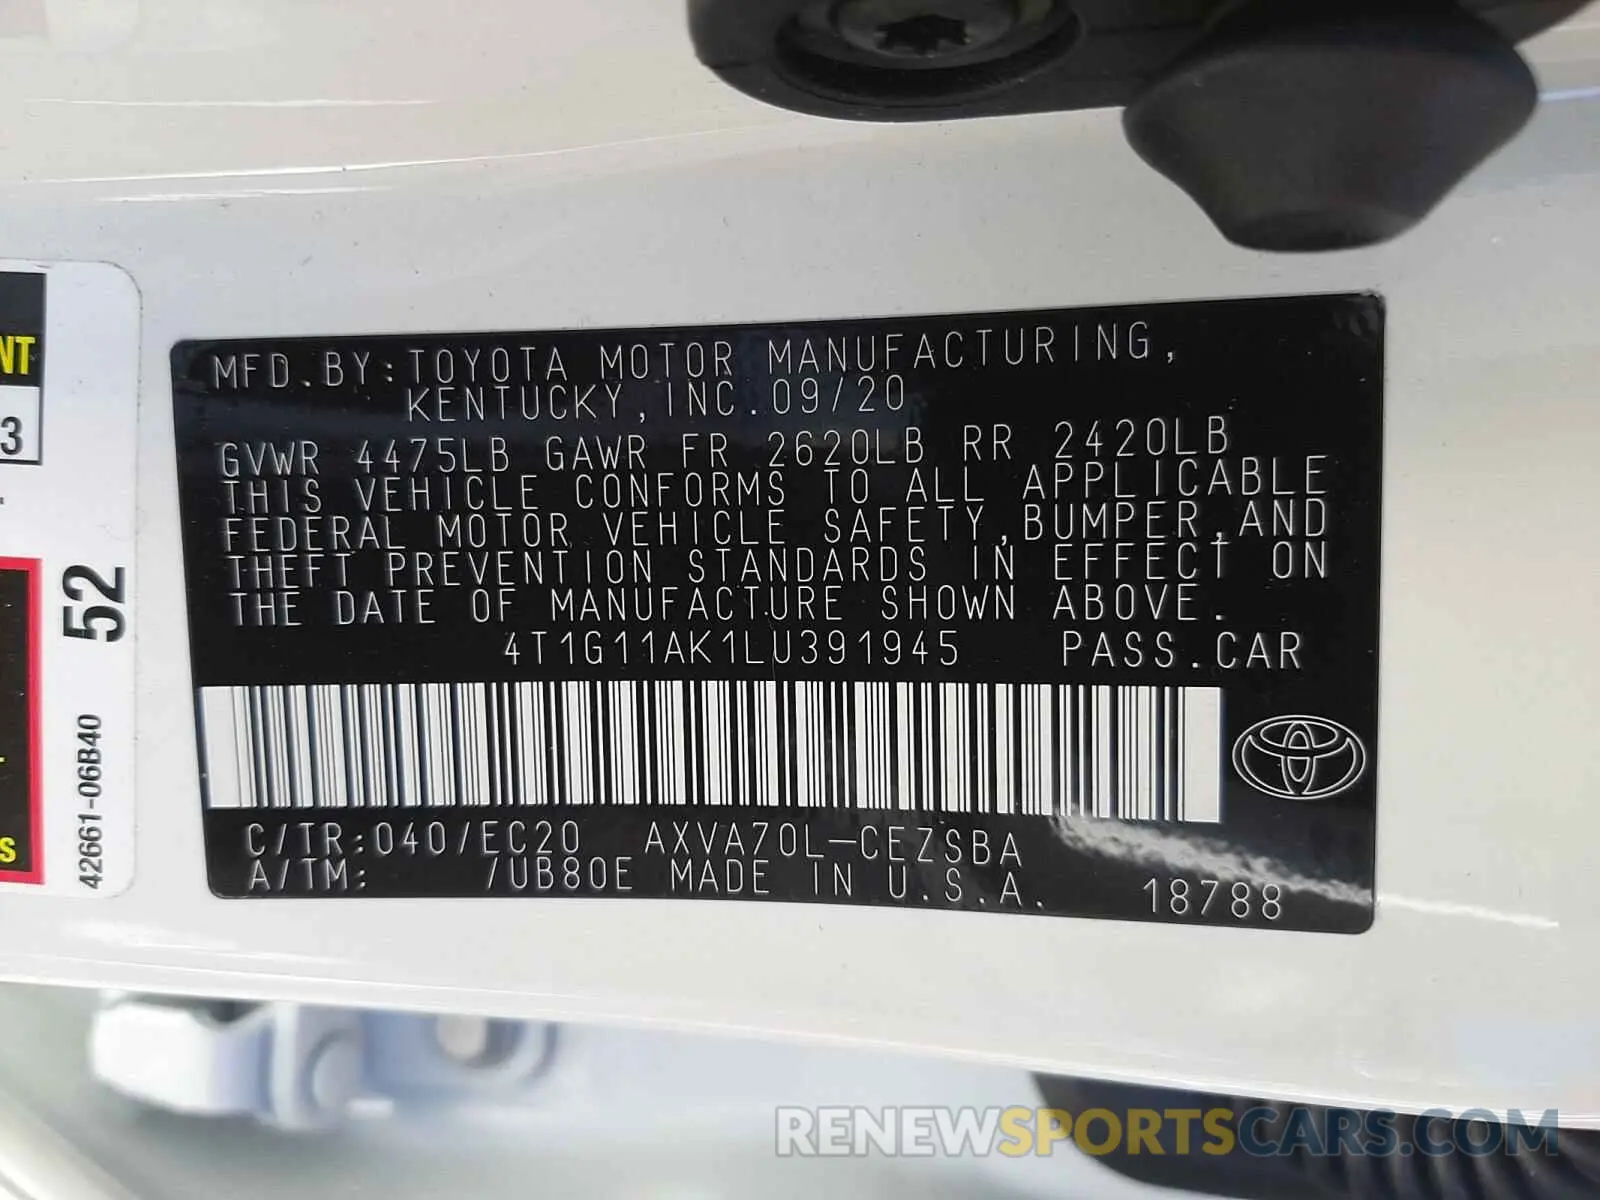 MFD.BY:TOYOTA MOTOR MANUFACTURING,
KENTUCKY,INC.09/20
GVWR 4475LB GAWR FR 2620LB RR 2420LB
THIS VEHICLE CONFORMS TO ALL APPLICABLE
FEDERAL MOTOR VEHICLE SAFETY,BUMPER,AND
THEFT PREVENTION STANDARDS IN EFFECT ON
THE DATE OF MANUFACTURE SHOWN ABOVE.
4T1G11AK1LU391945 PASS.CAR
C/TR:040/EC20 AXVA70L-CEZSBA
A/TM: /UB80E MADE IN U.S.A. 18788
NT
3
S
52
42661-06B40
RENEWSPORTSCARS.COM